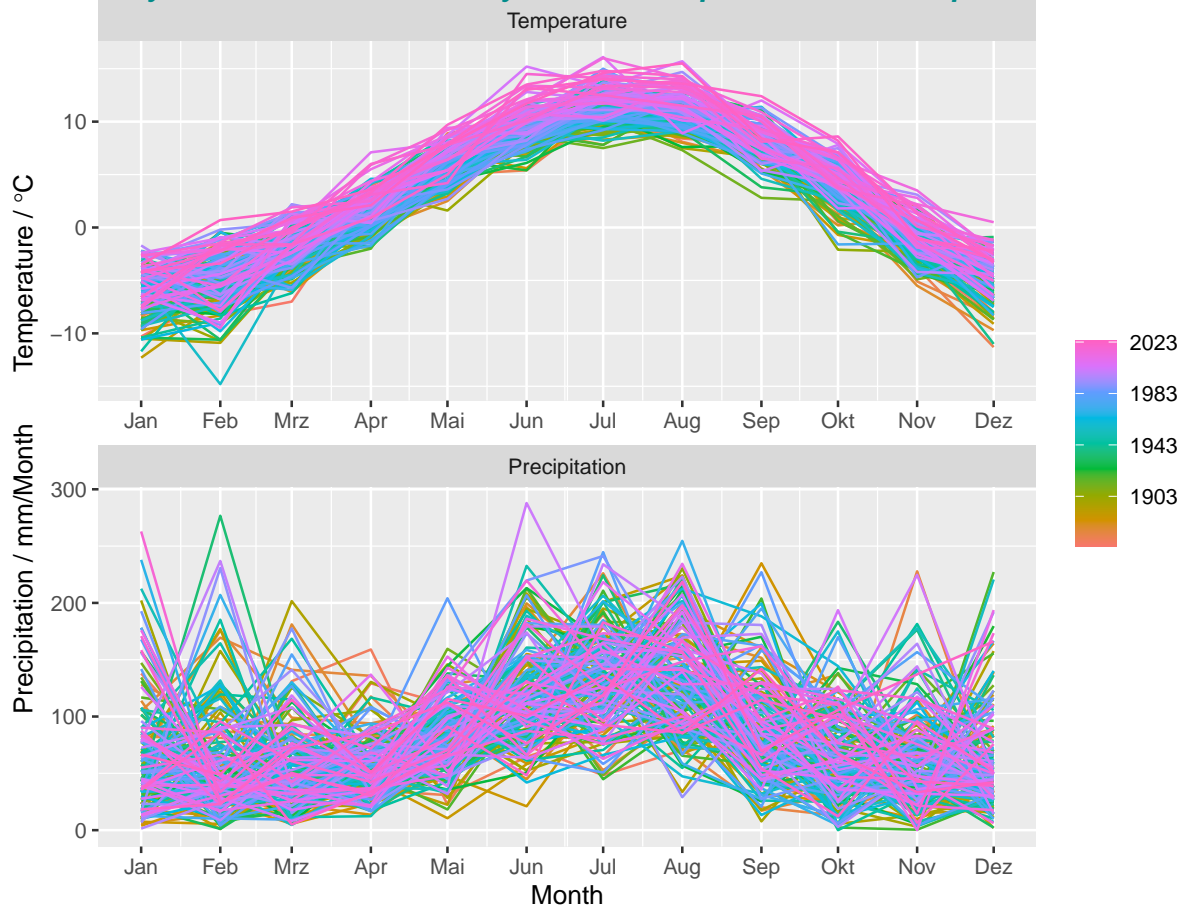 Temperature
Temperature / °C
10
0
−10
Jan Feb Mrz Apr Mai Jun Jul Aug Sep Okt Nov Dez
Precipitation
Precipitation / mm/Month
300
200
100
0
Jan Feb Mrz Apr Mai Jun Jul Aug Sep Okt Nov Dez
Month
2023
1983
1943
1903